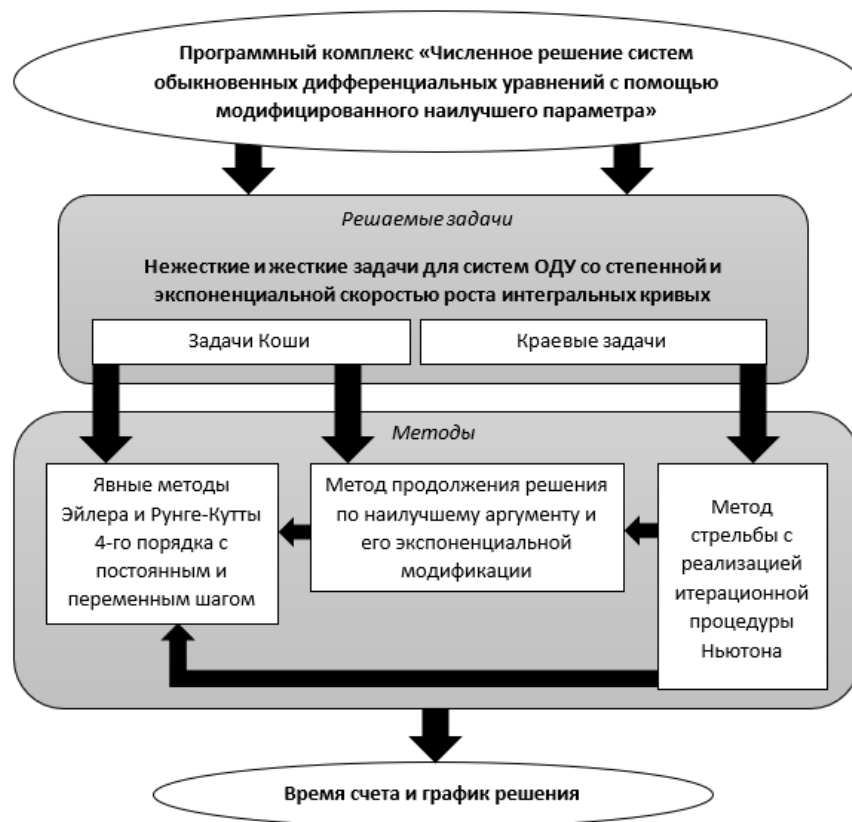 Программный комплекс «Численное решение систем
обыкновенных дифференциальных уравнений с помощью
модифицированного наилучшего параметра»
Решаемые задачи
Нежесткие и жесткие задачи для систем ОДУ со степенной и
экспоненциальной скоростью роста интегральных кривых
Задачи Коши
Краевые задачи
Методы
Явные методы
Эйлера и Рунге-Кутты
4-го порядка с
постоянным и
переменным шагом
Метод продолжения решения
по наилучшему аргументу и
его экспоненциальной
модификации
Метод
стрельбы с
реализацией
итерационной
процедуры
Ньютона
Время счета и график решения